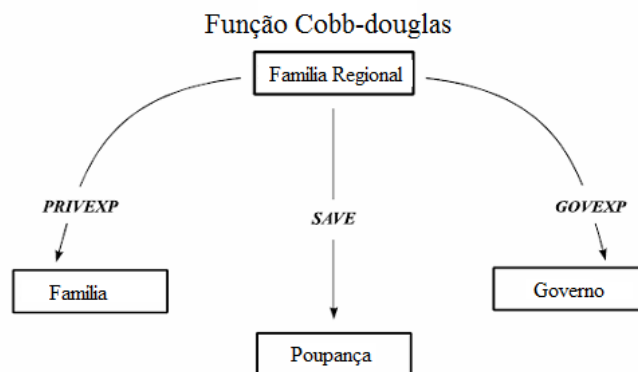 Função Cobb-douglas
Familia Regional
PRIVEXP
SAVE
GOVEXP
Familia
Governo
Poupança